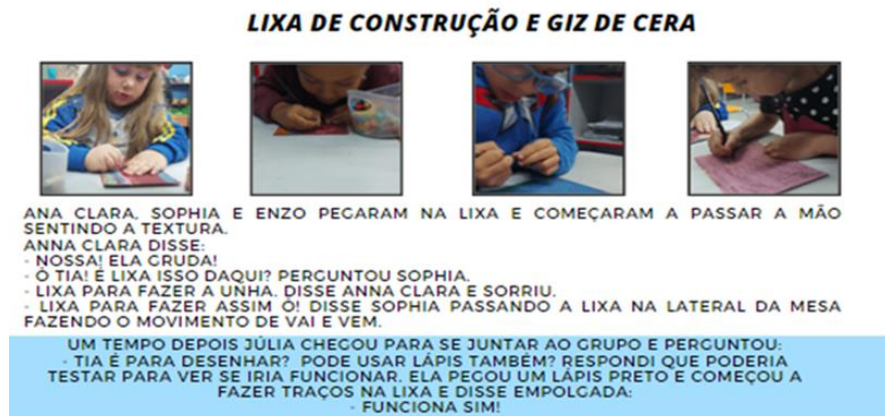 LIXA DE CONSTRUÇÃO E GIZ DE CERA
ANA CLARA, SOPHIA E ENZO PEGARAM NA LIXA E COMEÇARAM A PASSAR A MÃO
SENTINDO A TEXTURA.
ANNA CLARA DISSE:
- NOSSA! ELA GRUDA!
- Ô TIA! É LIXA ISSO DAQUI? PERGUNTOU SOPHIA.
- LIXA PARA FAZER A UNHA. DISSE ANNA CLARA E SORRIU.
- LIXA PARA FAZER ASSIM Ó! DISSE SOPHIA PASSANDO A LIXA NA LATERAL DA MESA
FAZENDO O MOVIMENTO DE VAI E VEM.
UM TEMPO DEPOIS JÚLIA CHEGOU PARA SE JUNTAR AO GRUPO E PERGUNTOU:
- TIA É PARA DESENHAR? PODE USAR LÁPIS TAMBÉM? RESPONDI QUE PODERIA
TESTAR PARA VER SE IRIA FUNCIONAR. ELA PEGOU UM LÁPIS PRETO E COMEÇOU A
FAZER TRAÇOS NA LIXA E DISSE EMPOLGADA:
- FUNCIONA SIM!